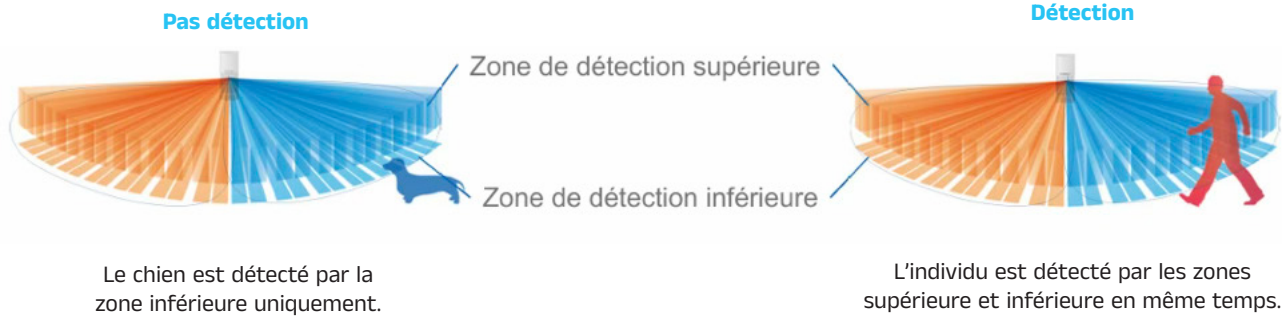 Pas détection
Détection
Zone de détection supérieure
Zone de détection inférieure
Le chien est détecté par la
zone inférieure uniquement.
L’individu est détecté par les zones
supérieure et inférieure en même temps.